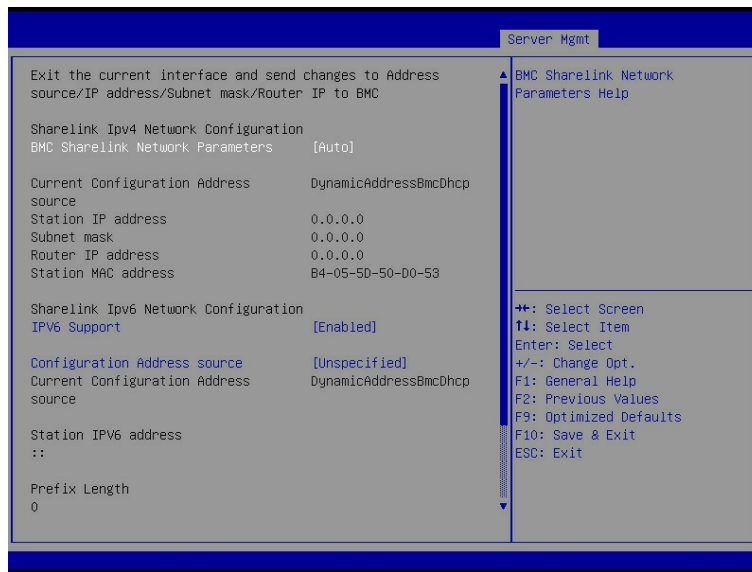 Server Mgmt
Exit the current interface and send changes to Address
source/IP address/Subnet mask/Router IP to BMC
Sharelink Ipv4 Network Configuration
BMC Sharelink Network Parameters [Auto]
Current Configuration Address DynamicAddressBmcDhcp
source
Station IP address 0.0.0.0
Subnet mask 0.0.0.0
Router IP address 0.0.0.0
Station MAC address B4-05-5D-50-D0-53
Sharelink Ipv6 Network Configuration
IPV6 Support [Enabled]
Configuration Address source [Unspecified]
Current Configuration Address DynamicAddressBmcDhcp
source
Station IPV6 address
::
Prefix Length
0
BMC Sharelink Network
Parameters Help
→←: Select Screen
↑↓: Select Item
Enter: Select
+/-: Change Opt.
F1: General Help
F2: Previous Values
F9: Optimized Defaults
F10: Save & Exit
ESC: Exit